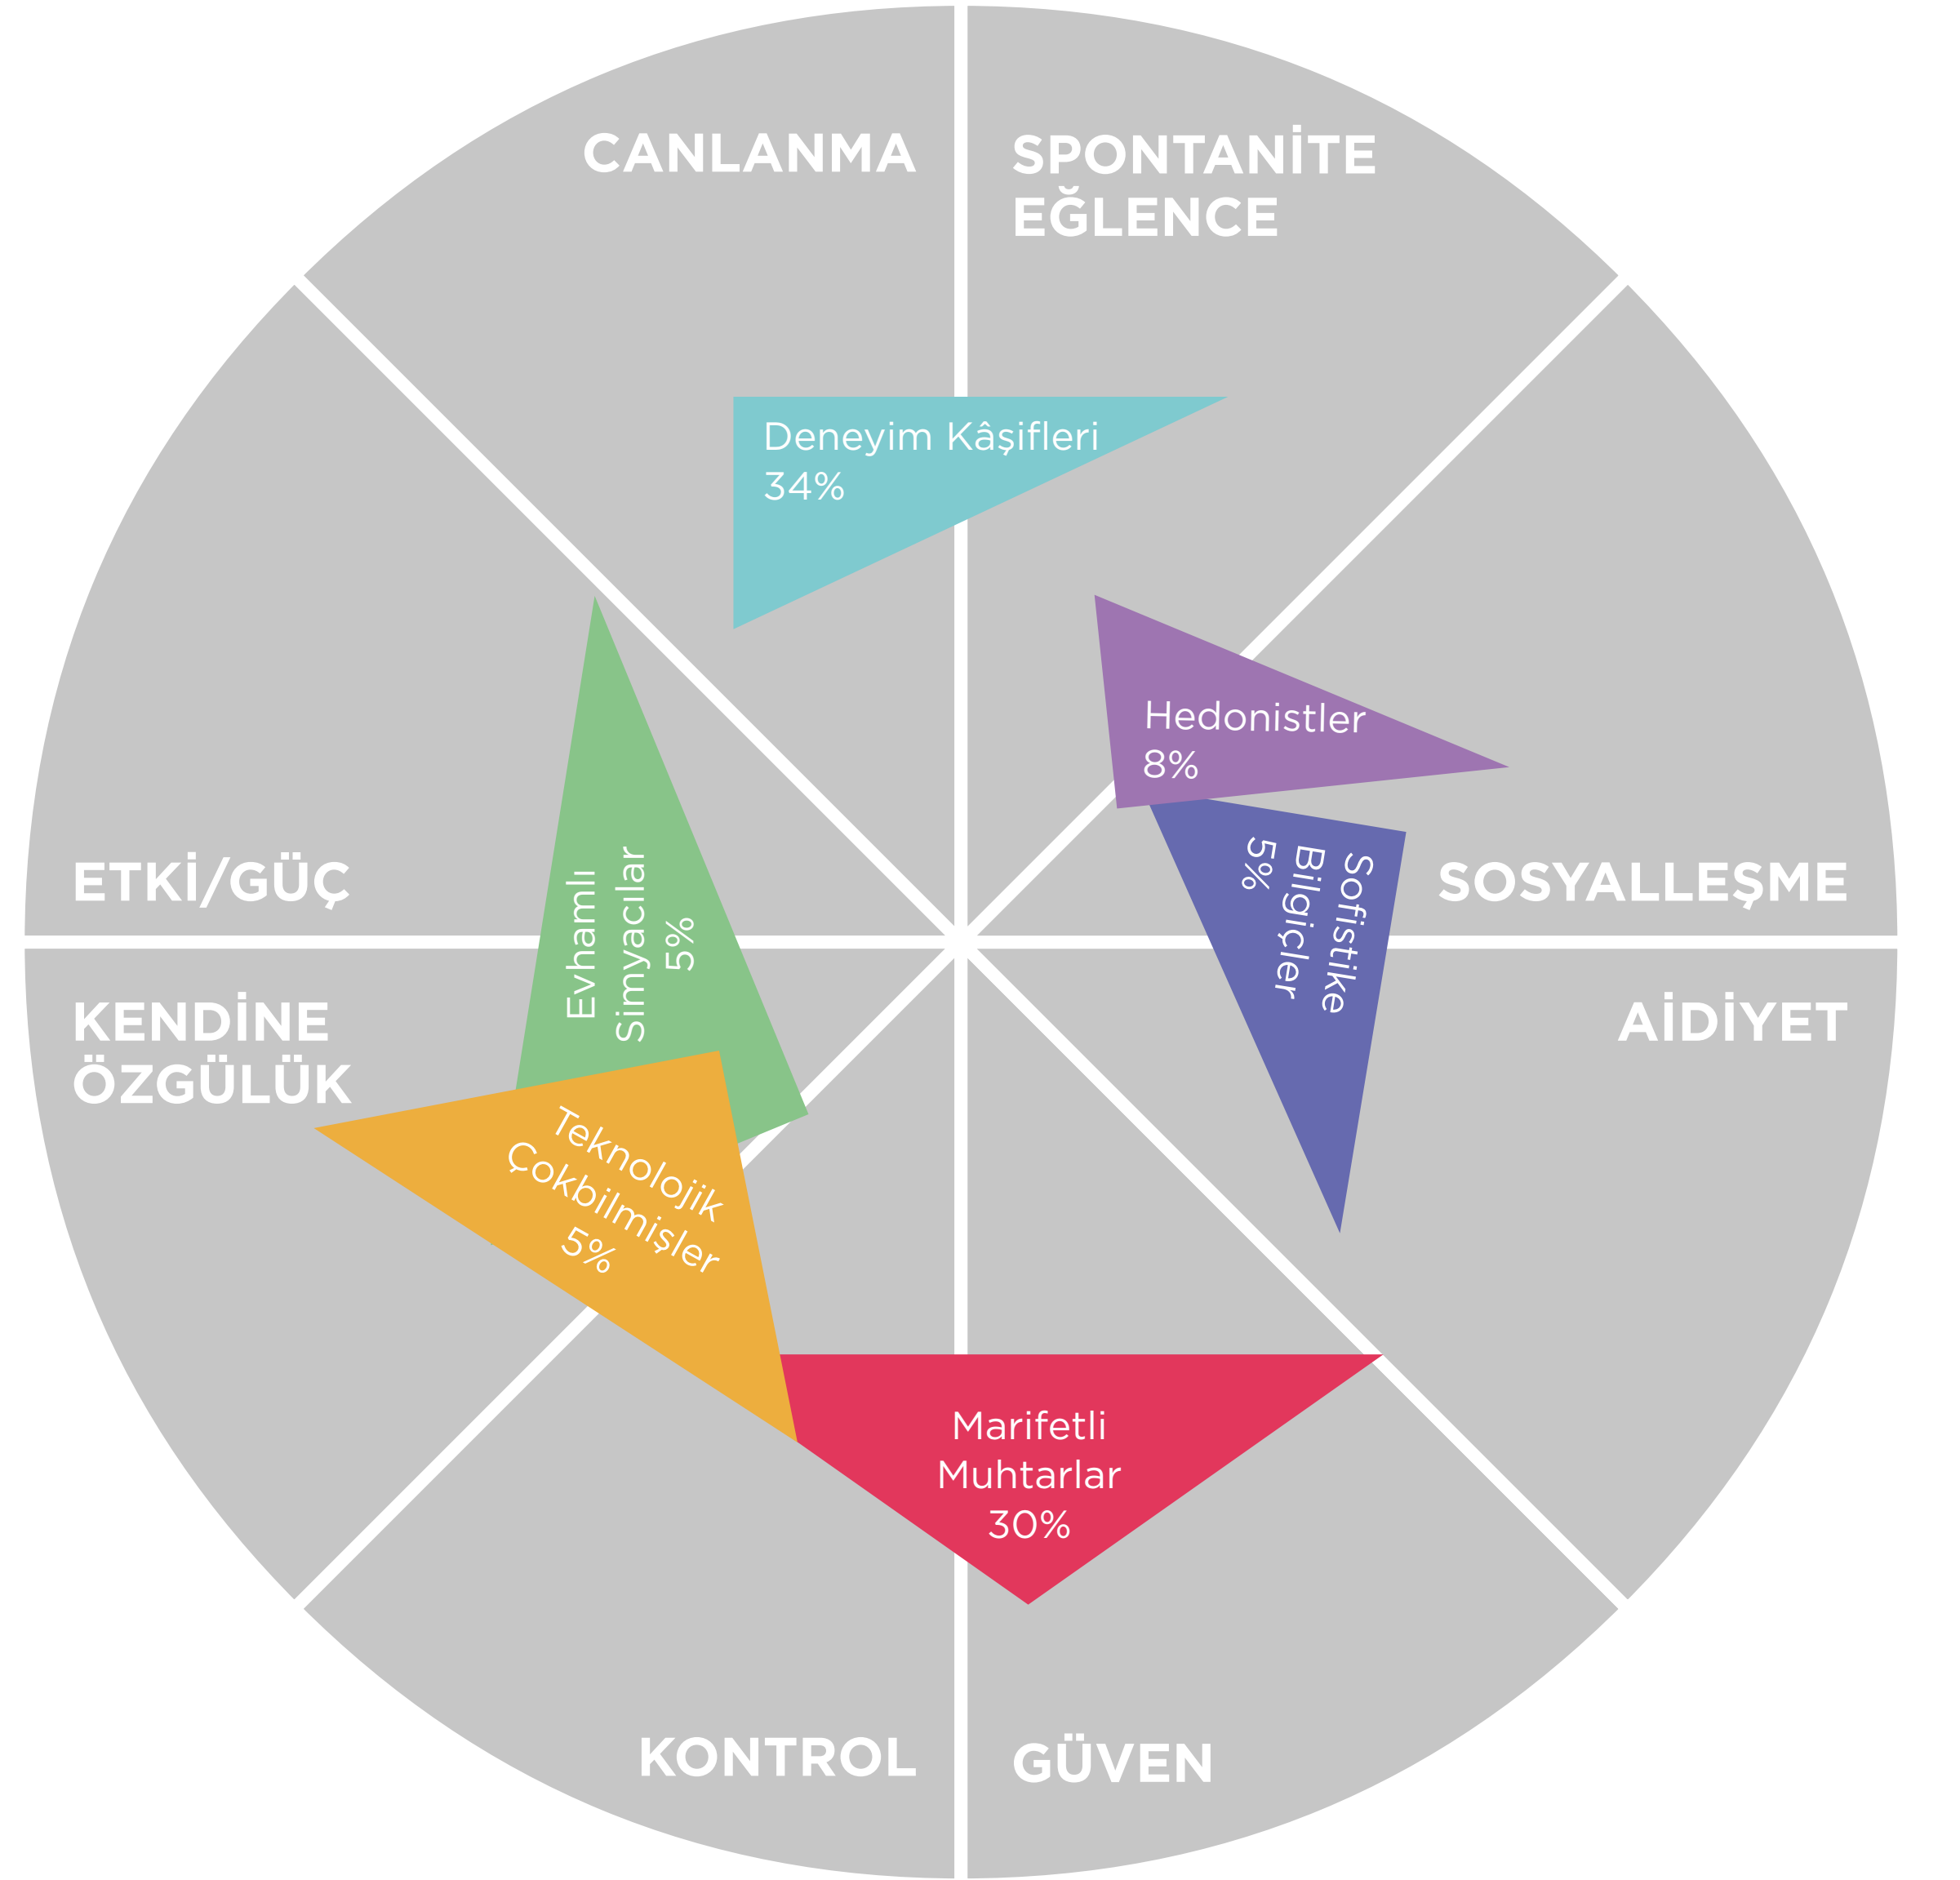 CANLANMA
SPONTANİTE
EĞLENCE
Deneyim Kâşifleri
34%
Hedonistler
8%
ETKİ/GÜÇ
SOSYALLEŞME
Sofistike
Bilgiçler
5%
Evhamlı
Sımyacılar
5%
KENDİNE
ÖZGÜLÜK
AİDİYET
Teknolojik
Çokbilmişler
5%
Marifetli
Muhtarlar
30%
KONTROL
GÜVEN